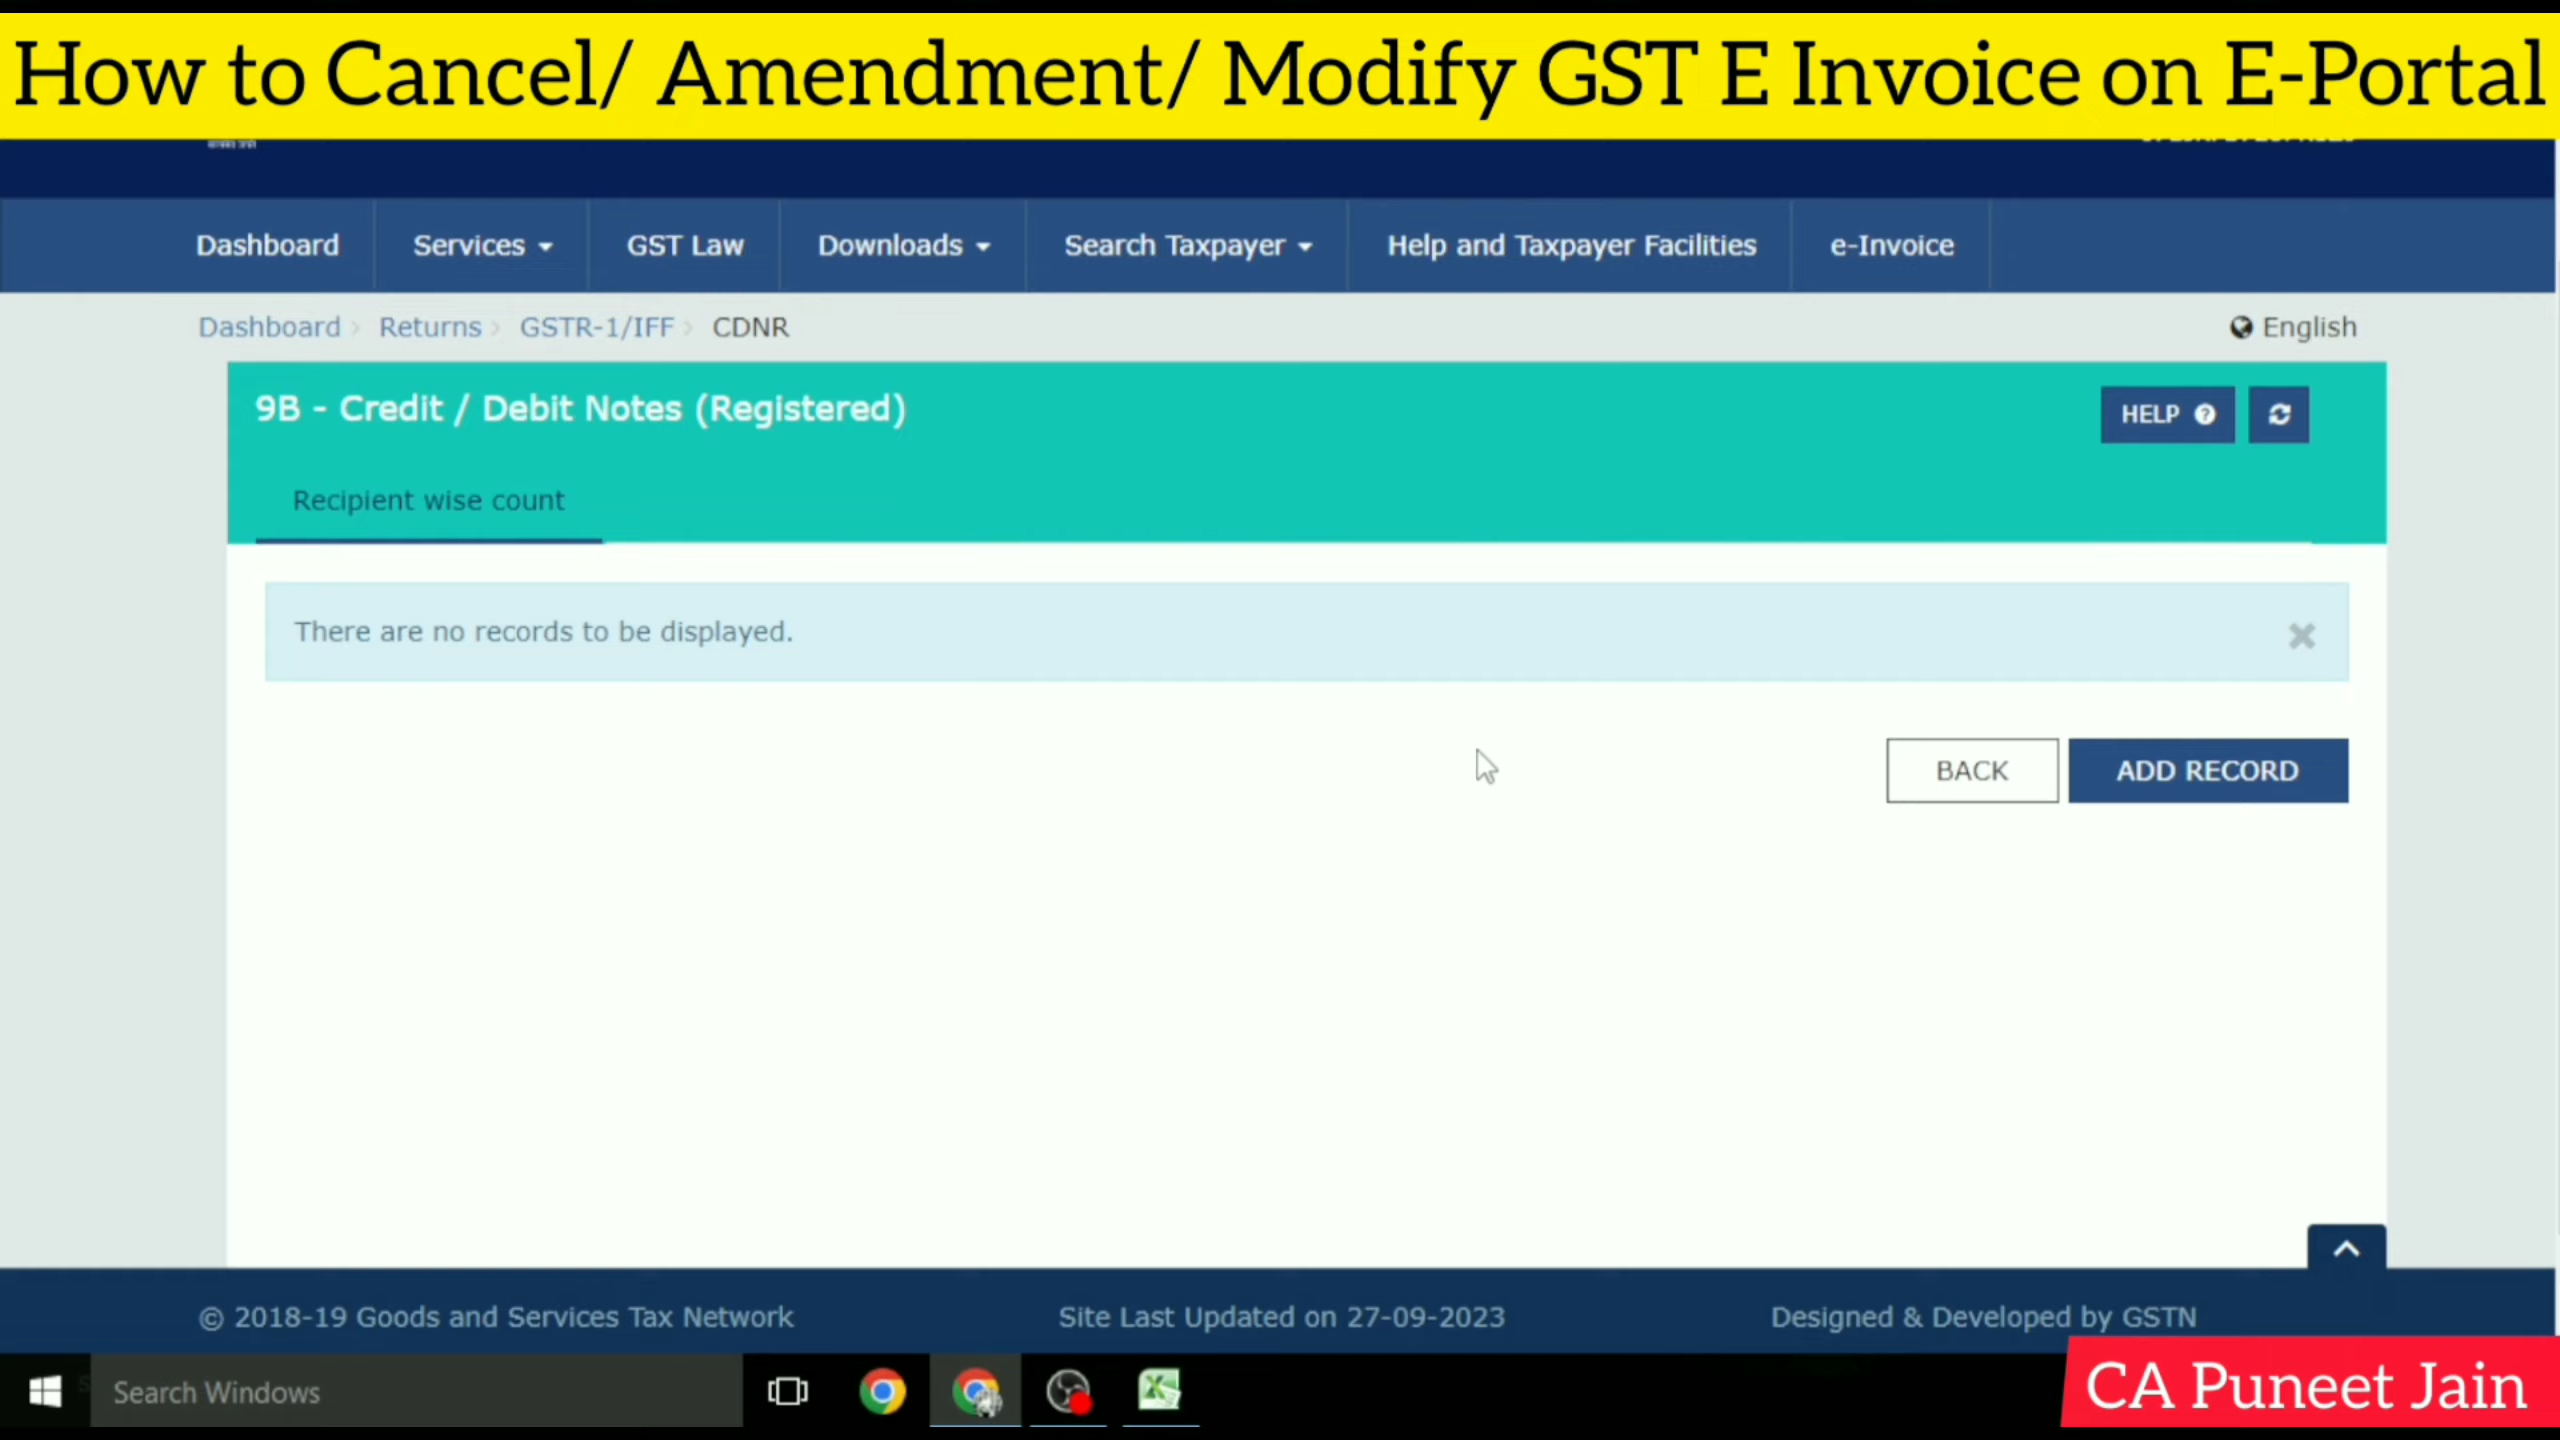 How to Cancel/ Amendment/ Modify GST E Invoice on E-Portal
Dashboard Services GST Law Downloads Search Taxpayer Help and Taxpayer Facilities e-Invoice
Dashboard Returns GSTR-1/IFF CDNR English
9B - Credit / Debit Notes (Registered) HELP
Recipient wise count
There are no records to be displayed.
BACK ADD RECORD
© 2018-19 Goods and Services Tax Network Site Last Updated on 27-09-2023 Designed & Developed by GSTN
Search Windows
CA Puneet Jain